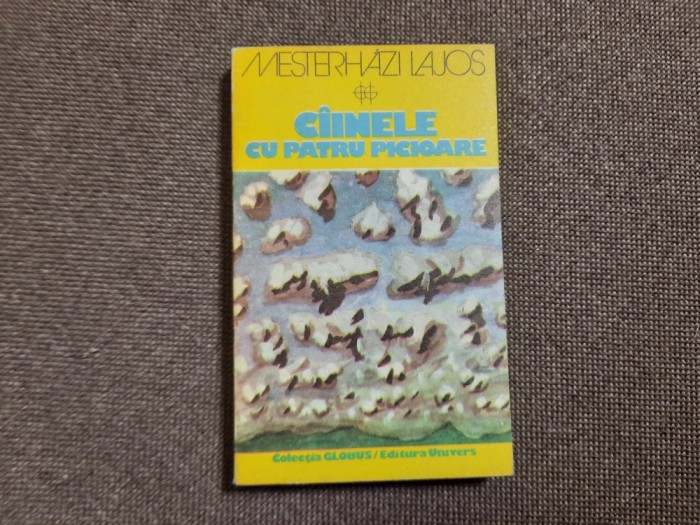 MESTERHÁZI LAJOS
CÎINELE
CU PATRU PICIOARE
Colecția GLOBUS/Editura Univers